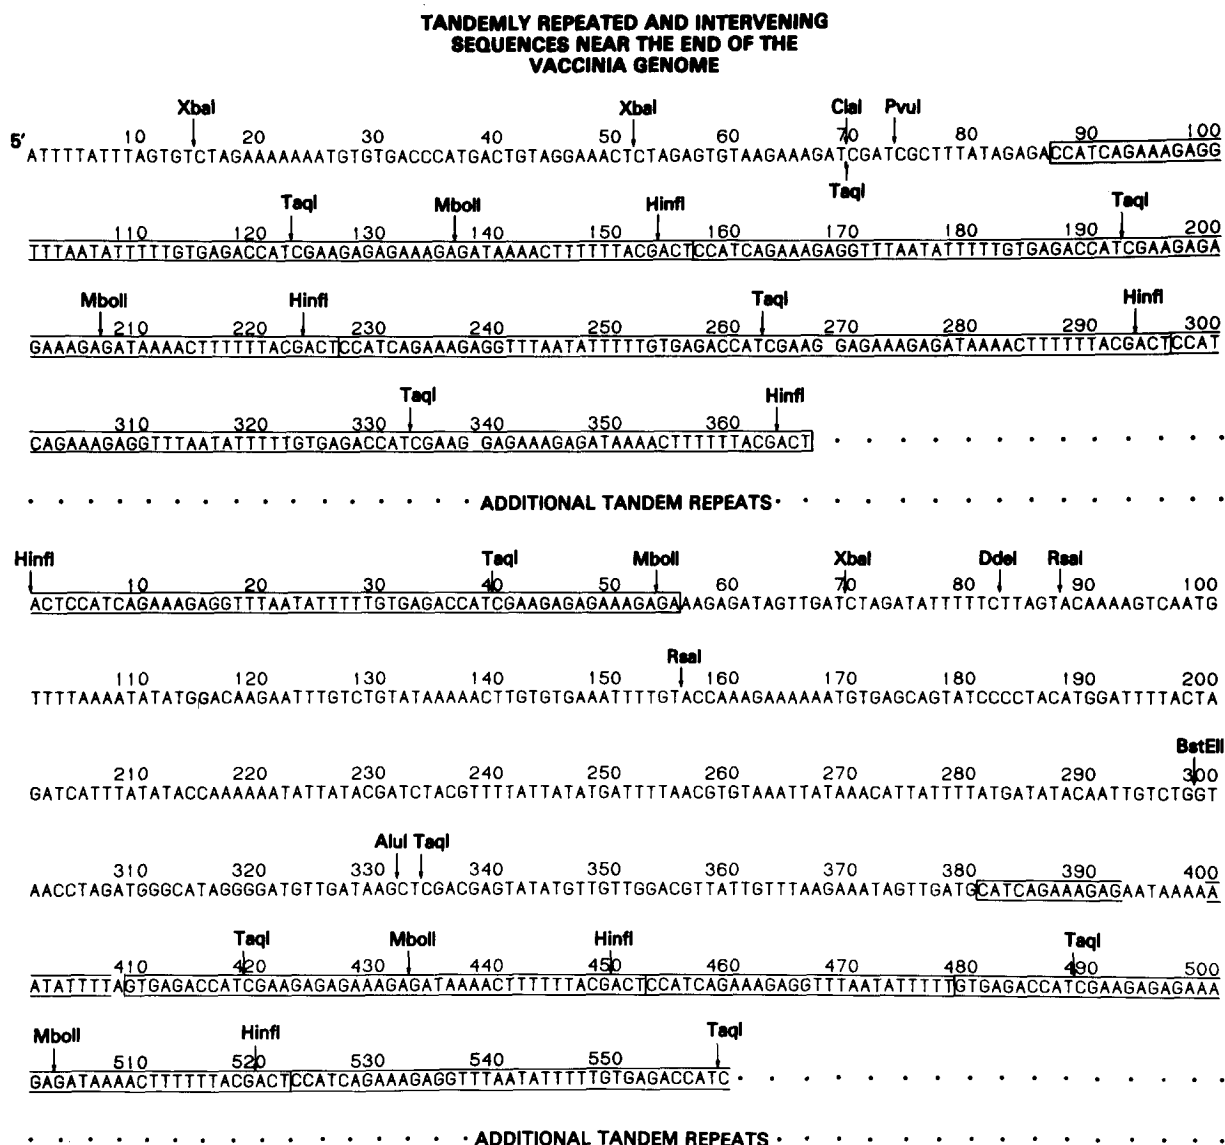 TANDEMLY REPEATED AND INTERVENING
SEQUENCES NEAR THE END OF THE
VACCINIA GENOME
XbaI XbaI ClaI PvuI
10 20 30 40 50 60 70 80 90 100
5' ATTTTATTTAGTGTCTAGAAAAAAATGTGTGACCCATGACTGTAGGAAACTCTAGAGTGTAAGAAAGATCGATCGCTTTATAGAGACCATCAGAAAGAGG
TaqI
TaqI MboII HinfI TaqI
110 120 130 140 150 160 170 180 190 200
TTTAATATTTTTGTGAGACCATCGAAGAGAGAAAGAGATAAAACTTTTTTACGACTCCATCAGAAAGAGGTTTAATATTTTTGTGAGACCATCGAAGAGA
MboII HinfI TaqI HinfI
210 220 230 240 250 260 270 280 290 300
GAAAGAGATAAAACTTTTTTACGACTCCATCAGAAAGAGGTTTAATATTTTTGTGAGACCATCGAAG GAGAAAGAGATAAAACTTTTTTACGACTCCAT
TaqI HinfI
310 320 330 340 350 360
CAGAAAGAGGTTTAATATTTTTGTGAGACCATCGAAG GAGAAAGAGATAAAACTTTTTTACGACT . . . . . . . . . . . . . .
. . . . . . . . . . . . . . . . ADDITIONAL TANDEM REPEATS . . . . . . . . . . . . . . . .
HinfI TaqI MboII XbaI DdeI RsaI
10 20 30 40 50 60 70 80 90 100
ACTCCATCAGAAAGAGGTTTAATATTTTTGTGAGACCATCGAAGAGAGAAAGAGAAAGAGATAGTTGATCTAGATATTTTTCTTAGTACAAAAGTCAATG
RsaI
110 120 130 140 150 160 170 180 190 200
TTTTAAAATATATGGACAAGAATTTGTCTGTATAAAAACTTGTGTGAAATTTTGTACCAAAGAAAAAATGTGAGCAGTATCCCCTACATGGATTTTACTA
BstEII
210 220 230 240 250 260 270 280 290 300
GATCATTTATATACCAAAAAATATTATACGATCTACGTTTTATTATATGATTTTAACGTGTAAATTATAAACATTATTTTATGATATACAATTGTCTGGT
AluI TaqI
310 320 330 340 350 360 370 380 390 400
AACCTAGATGGGCATAGGGGATGTTGATAAGCTCGACGAGTATATGTTGTTGGACGTTATTGTTTAAGAAATAGTTGATGCATCAGAAAGAGAATAAAAA
TaqI MboII HinfI TaqI
410 420 430 440 450 460 470 480 490 500
ATATTTTAGTGAGACCATCGAAGAGAGAAAGAGATAAAACTTTTTTACGACTCCATCAGAAAGAGGTTTAATATTTTTGTGAGACCATCGAAGAGAGAAA
MboII HinfI TaqI
510 520 530 540 550
GAGATAAAACTTTTTTACGACTCCATCAGAAAGAGGTTTAATATTTTTGTGAGACCATC . . . . . . . . . . . . . . . . .
. . . . . . . . . . . . . . . . ADDITIONAL TANDEM REPEATS . . . . . . . . . . . . . . . .